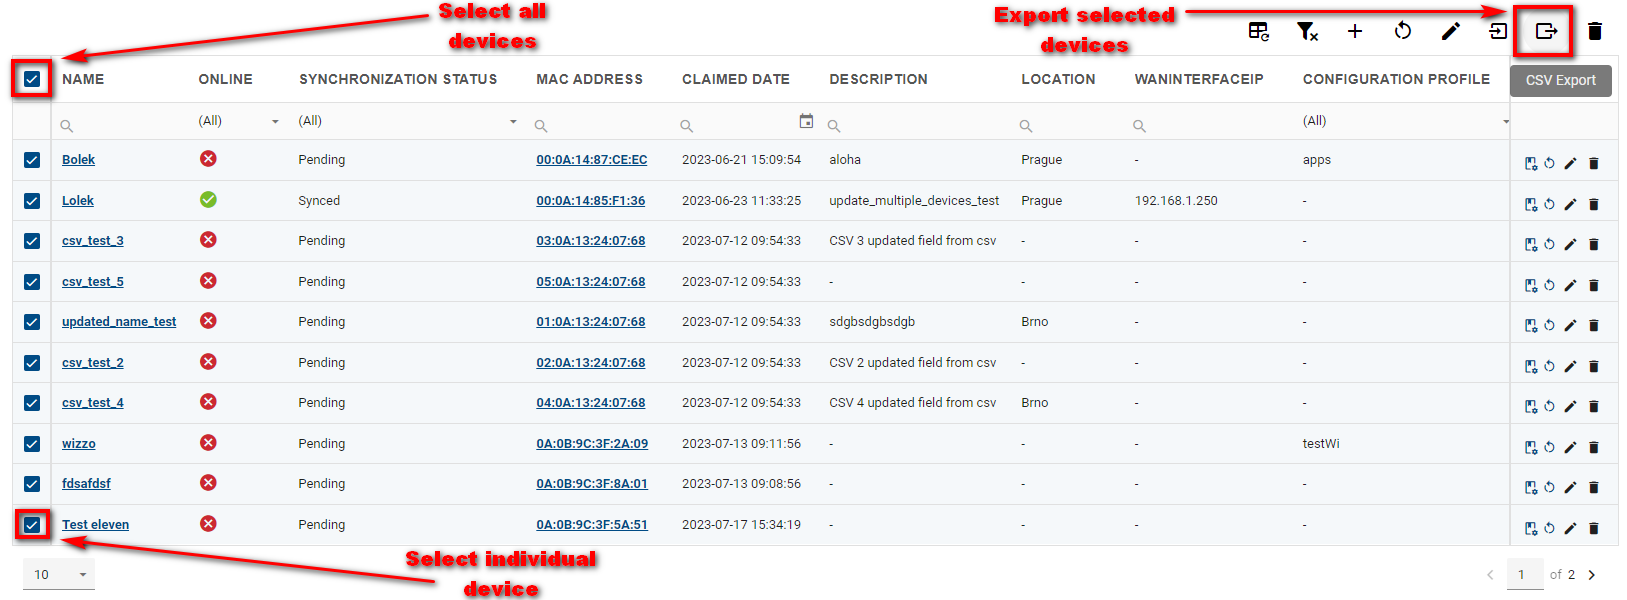 Select all
devices
Export selected
devices
NAME ONLINE SYNCHRONIZATION STATUS MAC ADDRESS CLAIMED DATE DESCRIPTION LOCATION WANINTERFACEIP CONFIGURATION PROFILE CSV Export
(All) (All) (All)
Bolek Pending 00:0A:14:87:CE:EC 2023-06-21 15:09:54 aloha Prague - apps
Lolek Synced 00:0A:14:85:F1:36 2023-06-23 11:33:25 update_multiple_devices_test Prague 192.168.1.250 -
csv_test_3 Pending 03:0A:13:24:07:68 2023-07-12 09:54:33 CSV 3 updated field from csv - - -
csv_test_5 Pending 05:0A:13:24:07:68 2023-07-12 09:54:33 - - - -
updated_name_test Pending 01:0A:13:24:07:68 2023-07-12 09:54:33 sdgbsdgbsdgb Brno - -
csv_test_2 Pending 02:0A:13:24:07:68 2023-07-12 09:54:33 CSV 2 updated field from csv - - -
csv_test_4 Pending 04:0A:13:24:07:68 2023-07-12 09:54:33 CSV 4 updated field from csv Brno - -
wizzo Pending 0A:0B:9C:3F:2A:09 2023-07-13 09:11:56 - - - testWi
fdsafdsf Pending 0A:0B:9C:3F:8A:01 2023-07-13 09:08:56 - - - -
Test eleven Pending 0A:0B:9C:3F:5A:51 2023-07-17 15:34:19 - - - -
Select individual
device
10 1 of 2